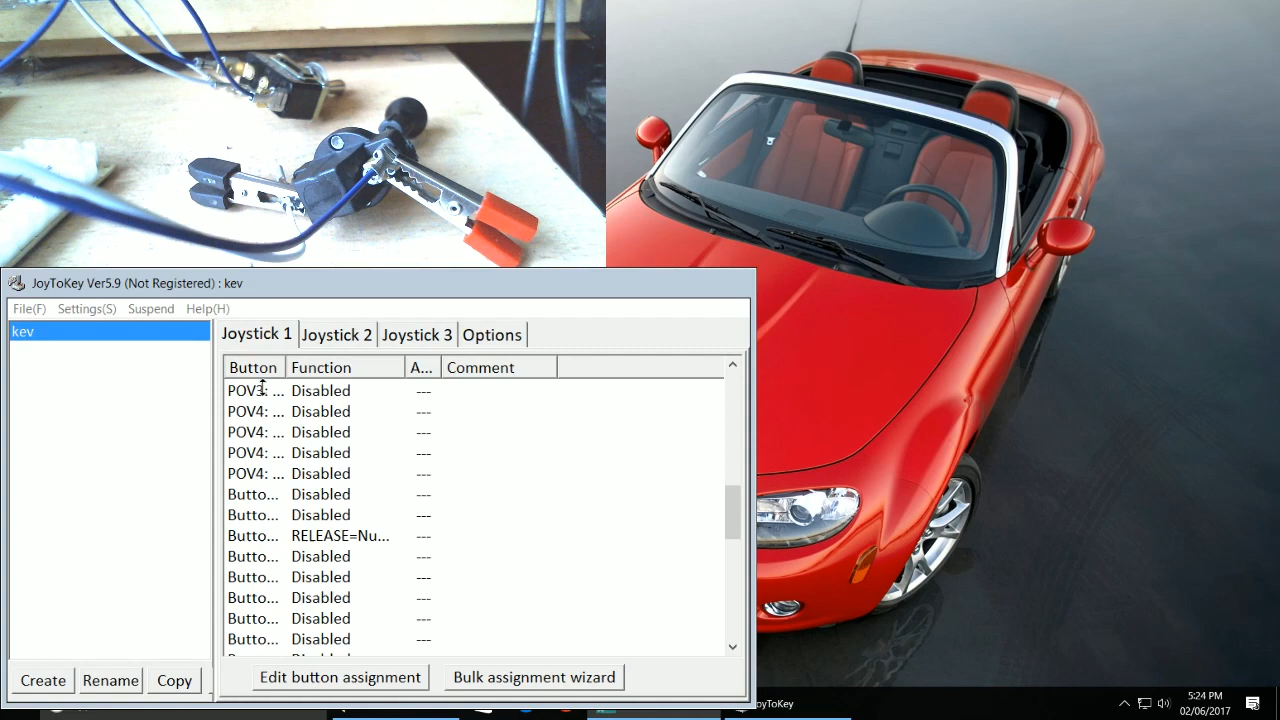 JoyToKey Ver5.9 (Not Registered) : kev
File(F) Settings(S) Suspend Help(H)
kev
Joystick 1 Joystick 2 Joystick 3 Options
Button Function A... Comment
POV3: ... Disabled ---
POV4: ... Disabled ---
POV4: ... Disabled ---
POV4: ... Disabled ---
POV4: ... Disabled ---
Butto... Disabled ---
Butto... Disabled ---
Butto... RELEASE=Nu... ---
Butto... Disabled ---
Butto... Disabled ---
Butto... Disabled ---
Butto... Disabled ---
Butto... Disabled ---
Create Rename Copy
Edit button assignment Bulk assignment wizard
oyToKey
5:24 PM
02/06/2017